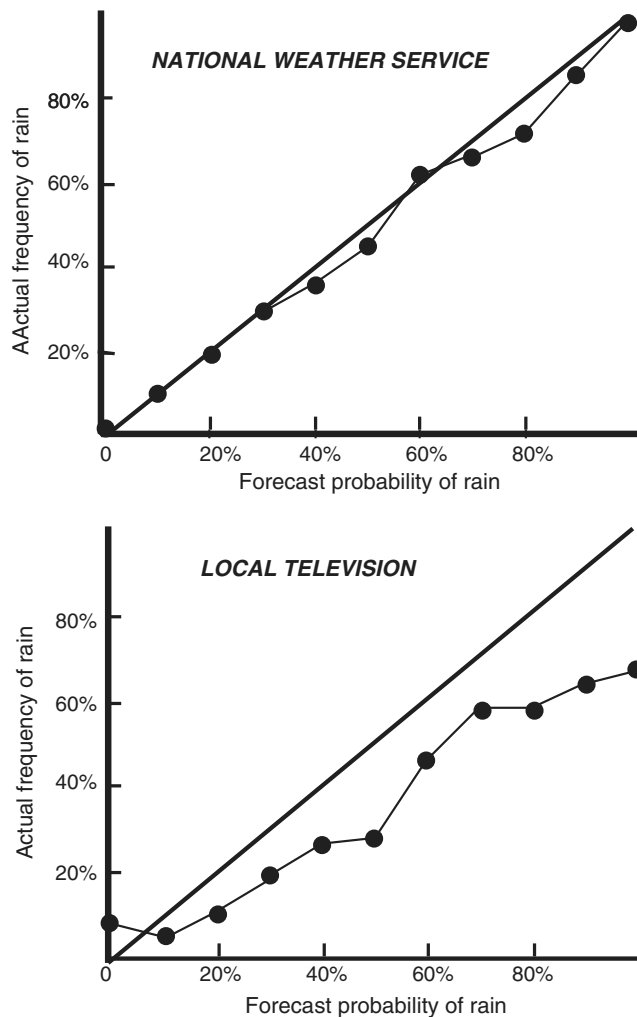 NATIONAL WEATHER SERVICE
80%
60%
40%
20%
AActual frequency of rain
0 20% 40% 60% 80%
Forecast probability of rain
LOCAL TELEVISION
80%
60%
40%
20%
Actual frequency of rain
0 20% 40% 60% 80%
Forecast probability of rain